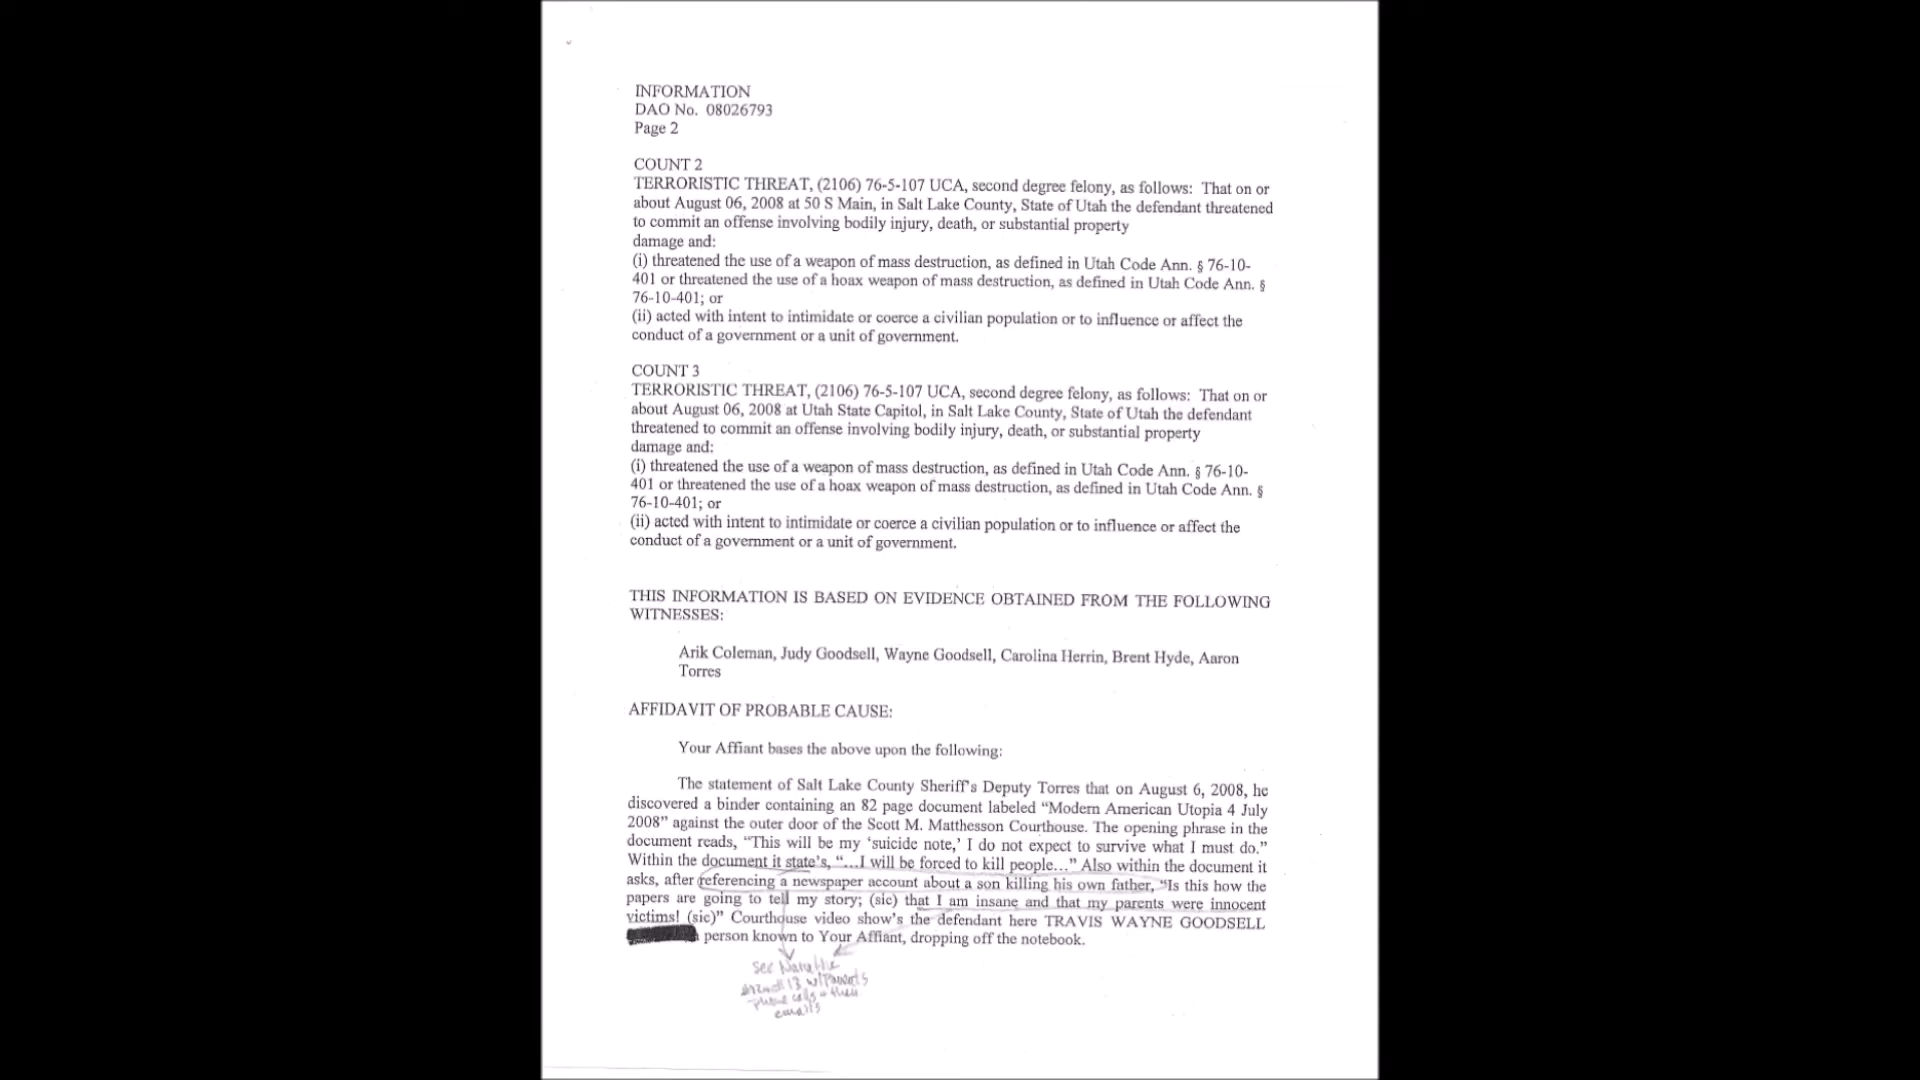 INFORMATION
DAO No. 08026793
Page 2
COUNT 2
TERRORISTIC THREAT, (2106) 76-5-107 UCA, second degree felony, as follows: That on or
about August 06, 2008 at 50 S Main, in Salt Lake County, State of Utah the defendant threatened
to commit an offense involving bodily injury, death, or substantial property
damage and:
(i) threatened the use of a weapon of mass destruction, as defined in Utah Code Ann. § 76-10-
401 or threatened the use of a hoax weapon of mass destruction, as defined in Utah Code Ann. §
76-10-401; or
(ii) acted with intent to intimidate or coerce a civilian population or to influence or affect the
conduct of a government or a unit of government.
COUNT 3
TERRORISTIC THREAT, (2106) 76-5-107 UCA, second degree felony, as follows: That on or
about August 06, 2008 at Utah State Capitol, in Salt Lake County, State of Utah the defendant
threatened to commit an offense involving bodily injury, death, or substantial property
damage and:
(i) threatened the use of a weapon of mass destruction, as defined in Utah Code Ann. § 76-10-
401 or threatened the use of a hoax weapon of mass destruction, as defined in Utah Code Ann. §
76-10-401; or
(ii) acted with intent to intimidate or coerce a civilian population or to influence or affect the
conduct of a government or a unit of government.
THIS INFORMATION IS BASED ON EVIDENCE OBTAINED FROM THE FOLLOWING
WITNESSES:
Arik Coleman, Judy Goodsell, Wayne Goodsell, Carolina Herrin, Brent Hyde, Aaron
Torres
AFFIDAVIT OF PROBABLE CAUSE:
Your Affiant bases the above upon the following:
The statement of Salt Lake County Sheriff's Deputy Torres that on August 6, 2008, he
discovered a binder containing an 82 page document labeled “Modern American Utopia 4 July
2008” against the outer door of the Scott M. Matthesson Courthouse. The opening phrase in the
document reads, “This will be my ‘suicide note,’ I do not expect to survive what I must do.”
Within the document it state's, “...I will be forced to kill people...” Also within the document it
asks, after referencing a newspaper account about a son killing his own father, “Is this how the
papers are going to tell my story; (sic) that I am insane and that my parents were innocent
victims! (sic)” Courthouse video show's the defendant here TRAVIS WAYNE GOODSELL
person known to Your Affiant, dropping off the notebook.
see
13 w/Parents
phone calls
emails